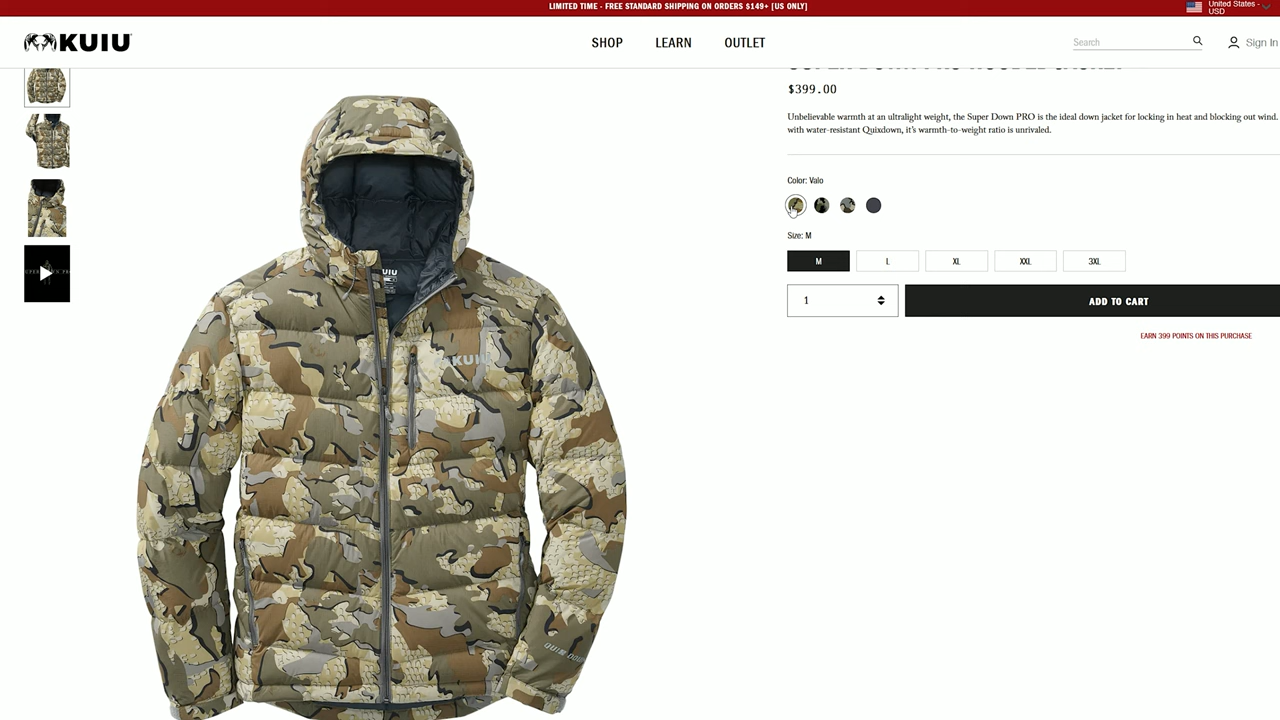 LIMITED TIME - FREE STANDARD SHIPPING ON ORDERS $149+ [US ONLY]
United States -
USD
KUIU
SHOP
LEARN
OUTLET
Search
Sign In
$399.00
Unbelievable warmth at an ultralight weight, the Super Down PRO is the ideal down jacket for locking in heat and blocking out wind.
with water-resistant Quixdown, it's warmth-to-weight ratio is unrivaled.
Color: Valo
Size: M
M
L
XL
XXL
3XL
1
ADD TO CART
EARN 399 POINTS ON THIS PURCHASE
KUIU